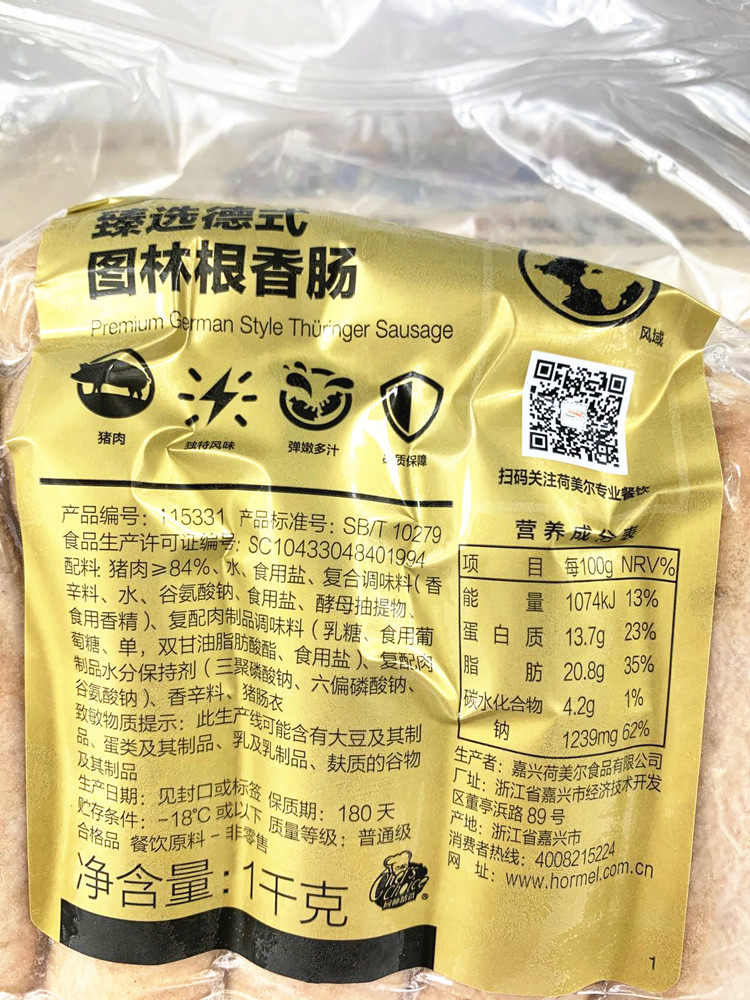 臻选德式
图林根香肠
Premium German Style Thüringer Sausage
风域
猪肉
独特风味
弹嫩多汁
质保障
扫码关注荷美尔专业餐饮
产品编号：115331 产品标准号：SB/T 10279
食品生产许可证编号：SC10433048401994
配料：猪肉≥84%、水、食用盐、复合调味料（香
辛料、水、谷氨酸钠、食用盐、酵母抽提物、
食用香精）、复配肉制品调味料（乳糖、食用葡
萄糖、单，双甘油脂肪酸酯、食用盐）、复配肉
制品水分保持剂（三聚磷酸钠、六偏磷酸钠、
谷氨酸钠）、香辛料、猪肠衣
致敏物质提示：此生产线可能含有大豆及其制
品、蛋类及其制品、乳及乳制品、麸质的谷物
及其制品
生产日期：见封口或标签 保质期：180 天
贮存条件：-18℃ 或以下 质量等级：普通级
合格品 餐饮原料 - 非零售
净含量：1千克
Chef's
Choice
®
营养成分表
项 目 每100g NRV%
能 量 1074kJ 13%
蛋白质 13.7g 23%
脂 肪 20.8g 35%
碳水化合物 4.2g 1%
钠 1239mg 62%
生产者：嘉兴荷美尔食品有限公司
厂址：浙江省嘉兴市经济技术开发
区董亭浜路 89 号
产地：浙江省嘉兴市
消费者热线：4008215224
网 址：www.hormel.com.cn
1